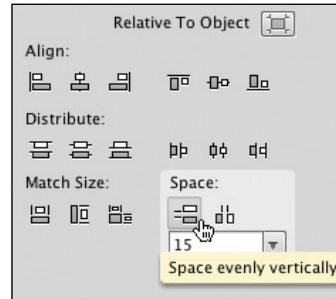 Relative To Object
Align:
Distribute:
Match Size:
Space:
15
Space evenly vertically